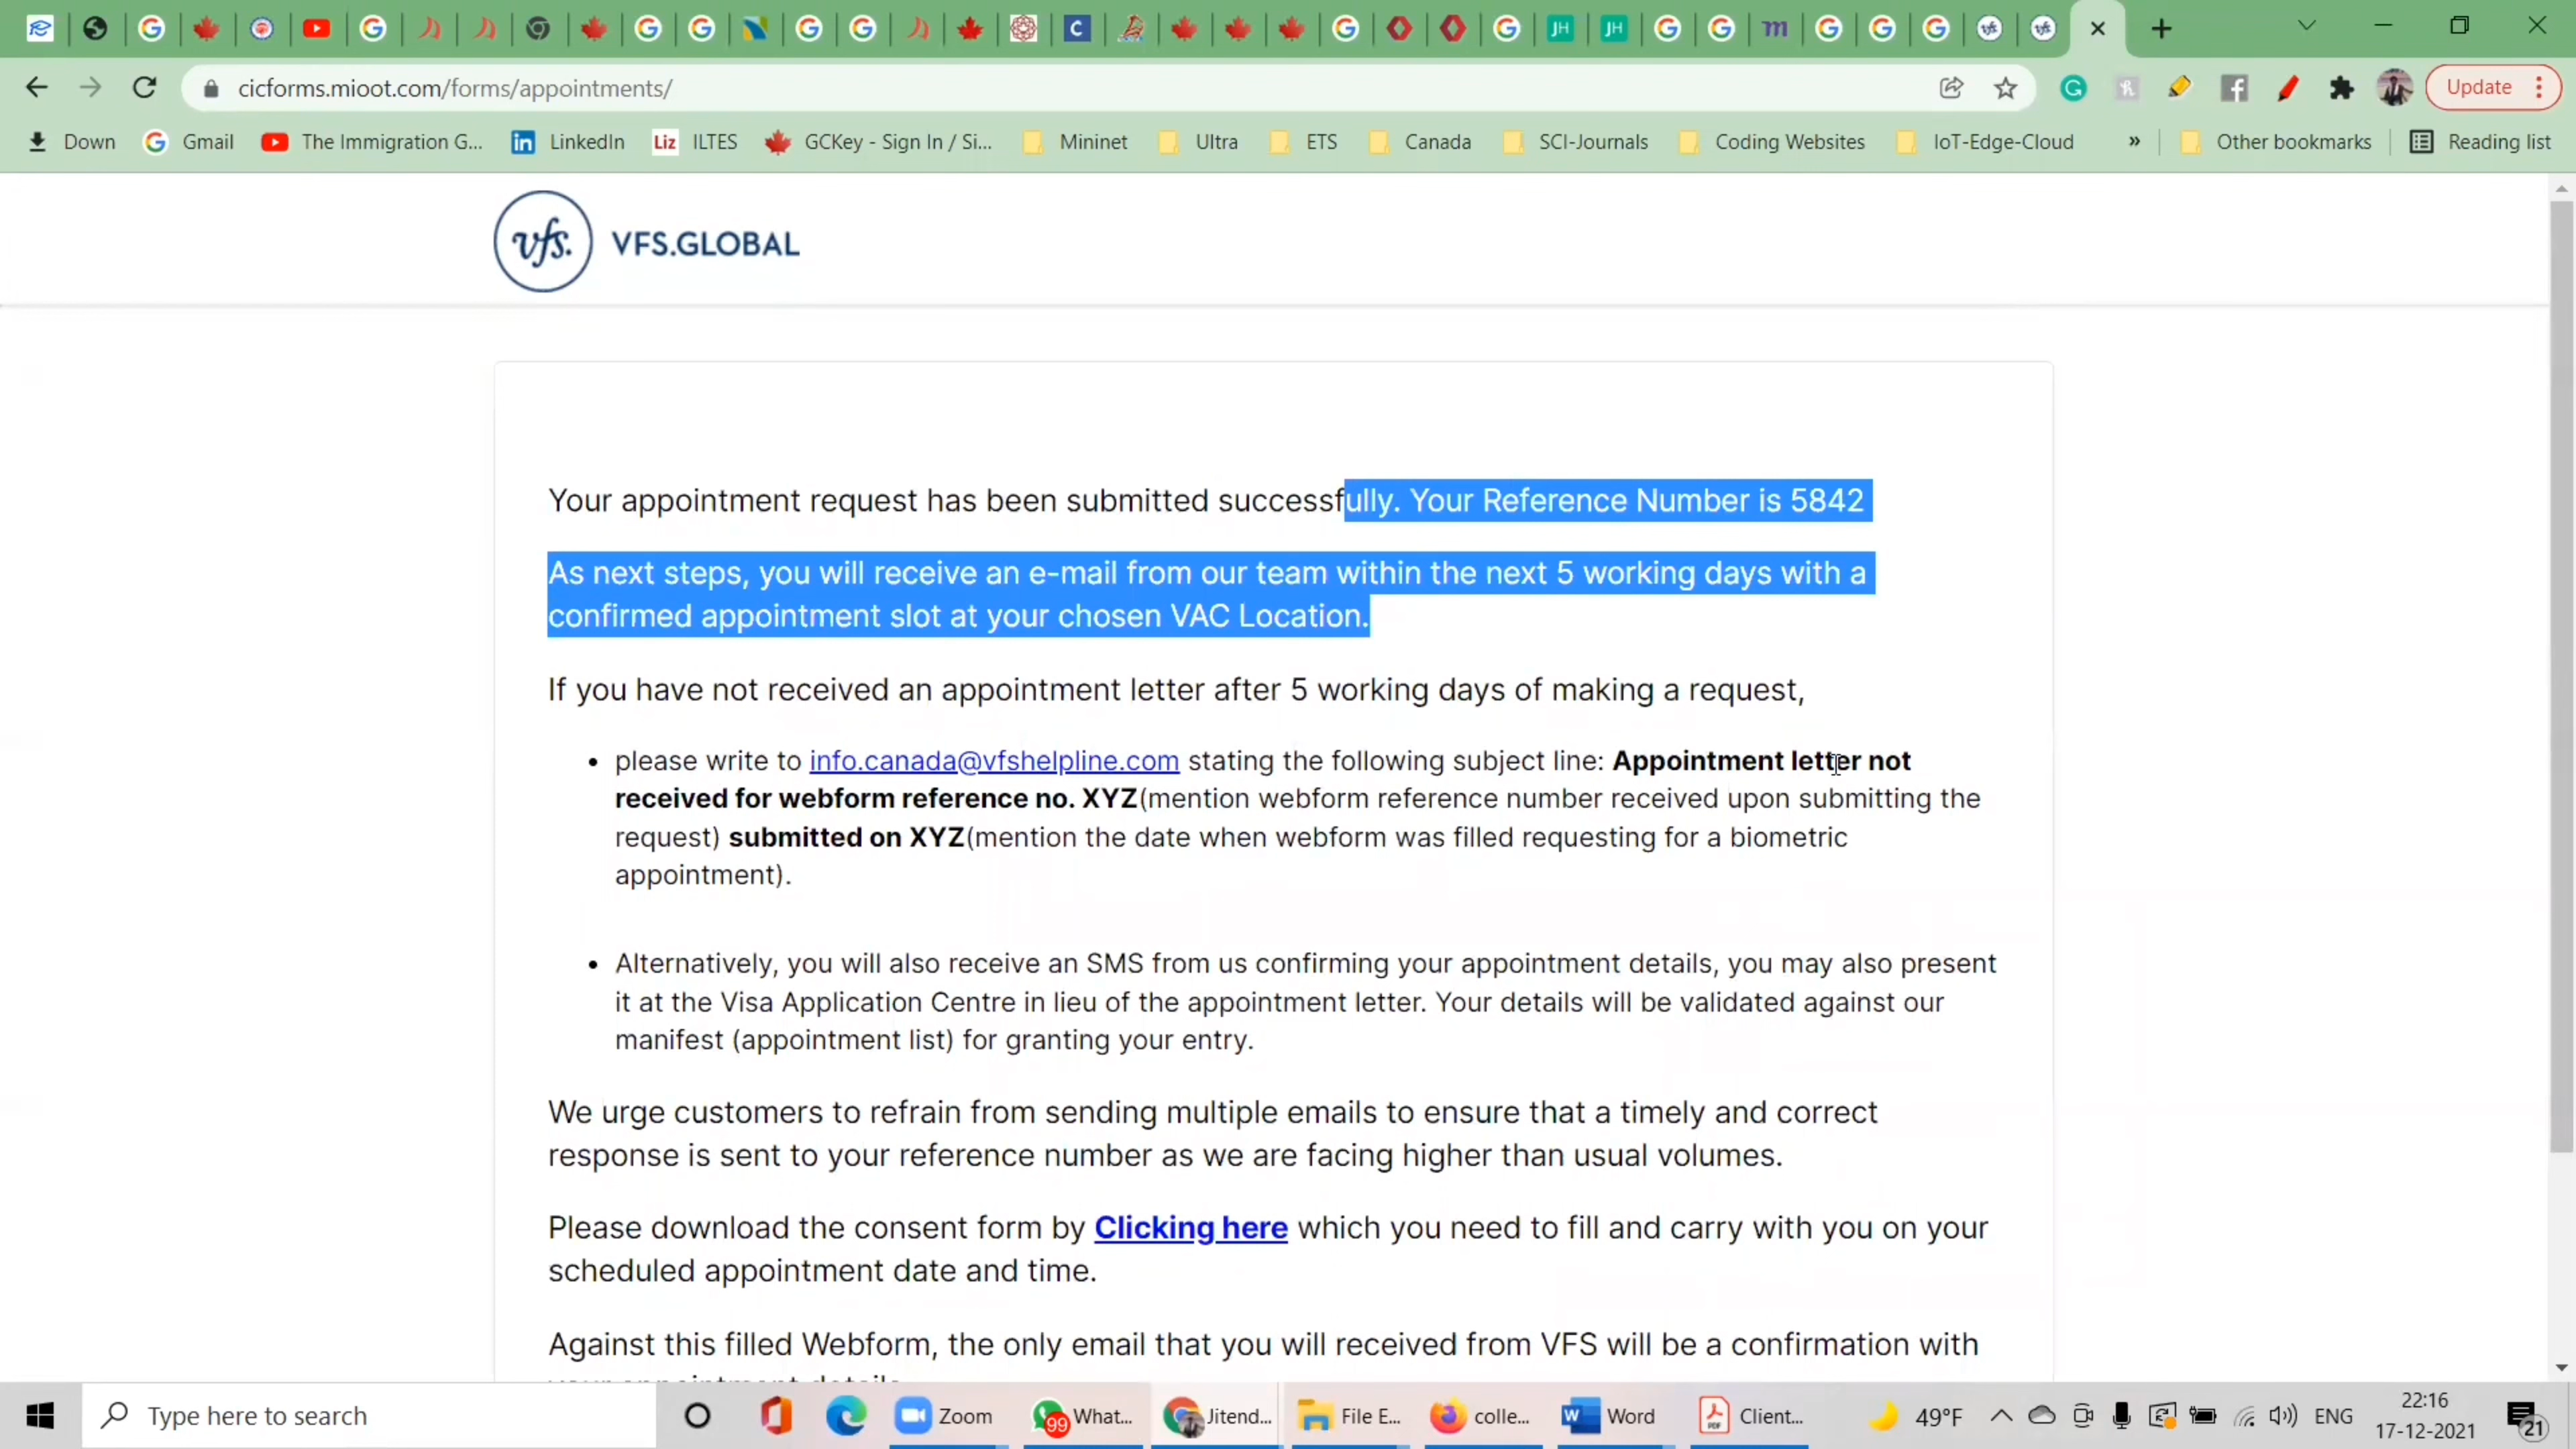 cicforms.mioot.com/forms/appointments/
Update
Down
Gmail
The Immigration G...
LinkedIn
Liz ILTES
GCKey - Sign In / Si...
Mininet
Ultra
ETS
Canada
SCI-Journals
Coding Websites
IoT-Edge-Cloud
»
Other bookmarks
Reading list
vfs. VFS.GLOBAL
Your appointment request has been submitted successfully. Your Reference Number is 5842
As next steps, you will receive an e-mail from our team within the next 5 working days with a
confirmed appointment slot at your chosen VAC Location.
If you have not received an appointment letter after 5 working days of making a request,
• please write to info.canada@vfshelpline.com stating the following subject line: Appointment letter not
received for webform reference no. XYZ(mention webform reference number received upon submitting the
request) submitted on XYZ(mention the date when webform was filled requesting for a biometric
appointment).
• Alternatively, you will also receive an SMS from us confirming your appointment details, you may also present
it at the Visa Application Centre in lieu of the appointment letter. Your details will be validated against our
manifest (appointment list) for granting your entry.
We urge customers to refrain from sending multiple emails to ensure that a timely and correct
response is sent to your reference number as we are facing higher than usual volumes.
Please download the consent form by Clicking here which you need to fill and carry with you on your
scheduled appointment date and time.
Against this filled Webform, the only email that you will received from VFS will be a confirmation with
Type here to search
Zoom
99 What...
Jitend...
File E...
colle...
Word
Client...
49°F
ENG
22:16
17-12-2021
21